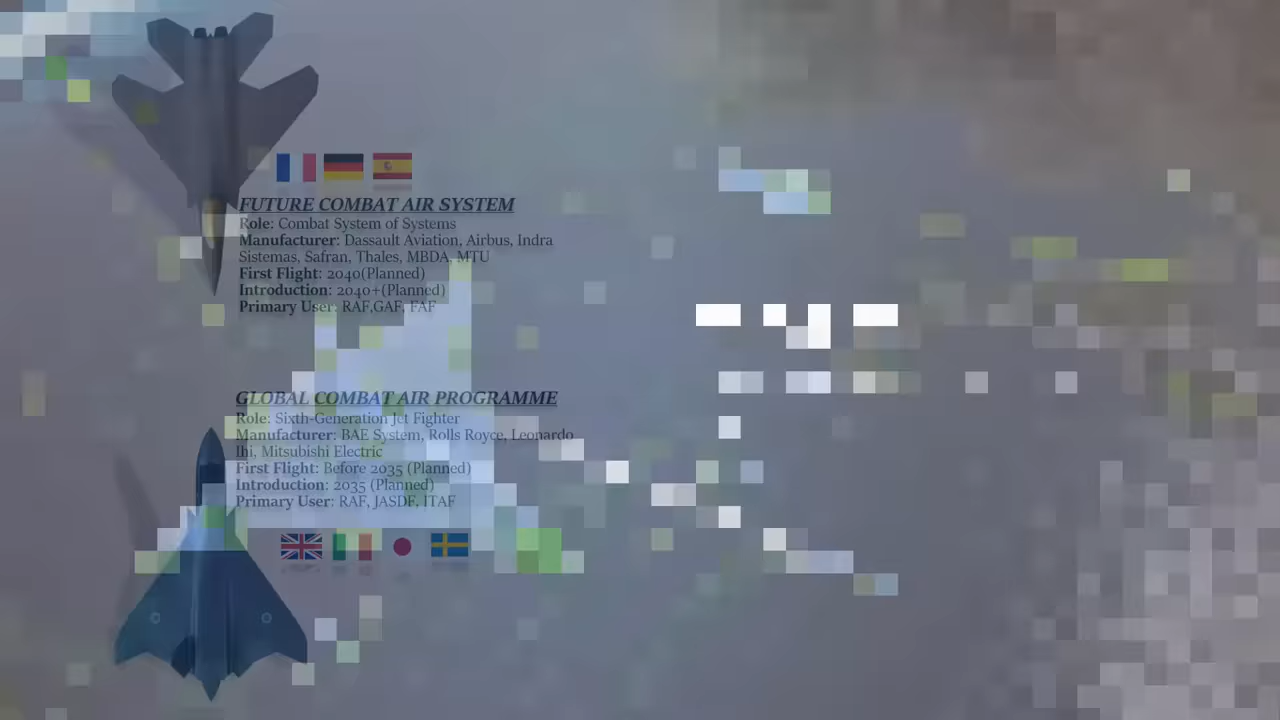 FUTURE COMBAT AIR SYSTEM
Role: Combat System of Systems
Manufacturer: Dassault Aviation, Airbus, Indra
Sistemas, Safran, Thales, MBDA, MTU
First Flight: 2040(Planned)
Introduction: 2040+(Planned)
Primary User: RAF,GAF, FAF
GLOBAL COMBAT AIR PROGRAMME
Role: Sixth-Generation Jet Fighter
Manufacturer: BAE System, Rolls Royce, Leonardo
Ihi, Mitsubishi Electric
First Flight: Before 2035 (Planned)
Introduction: 2035 (Planned)
Primary User: RAF, JASDF, ITAF